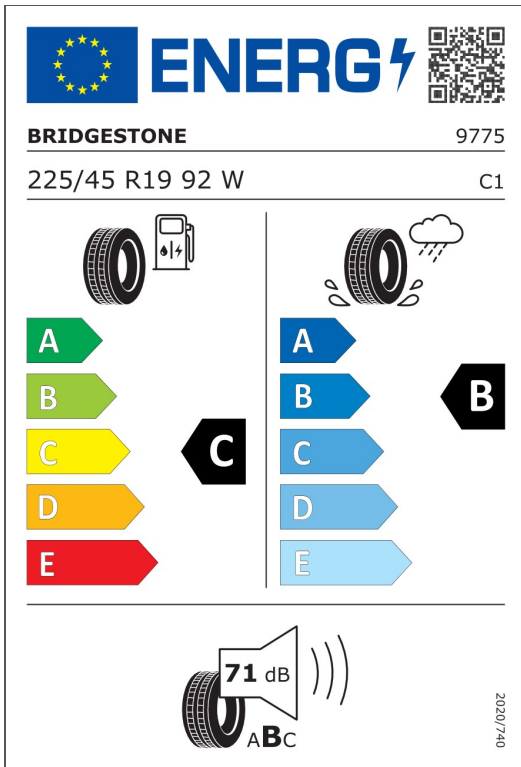 ENERG
BRIDGESTONE 9775
225/45 R19 92 W C1
A A
B B B
C C C
D D
E E
71 dB
ABC
2020/740